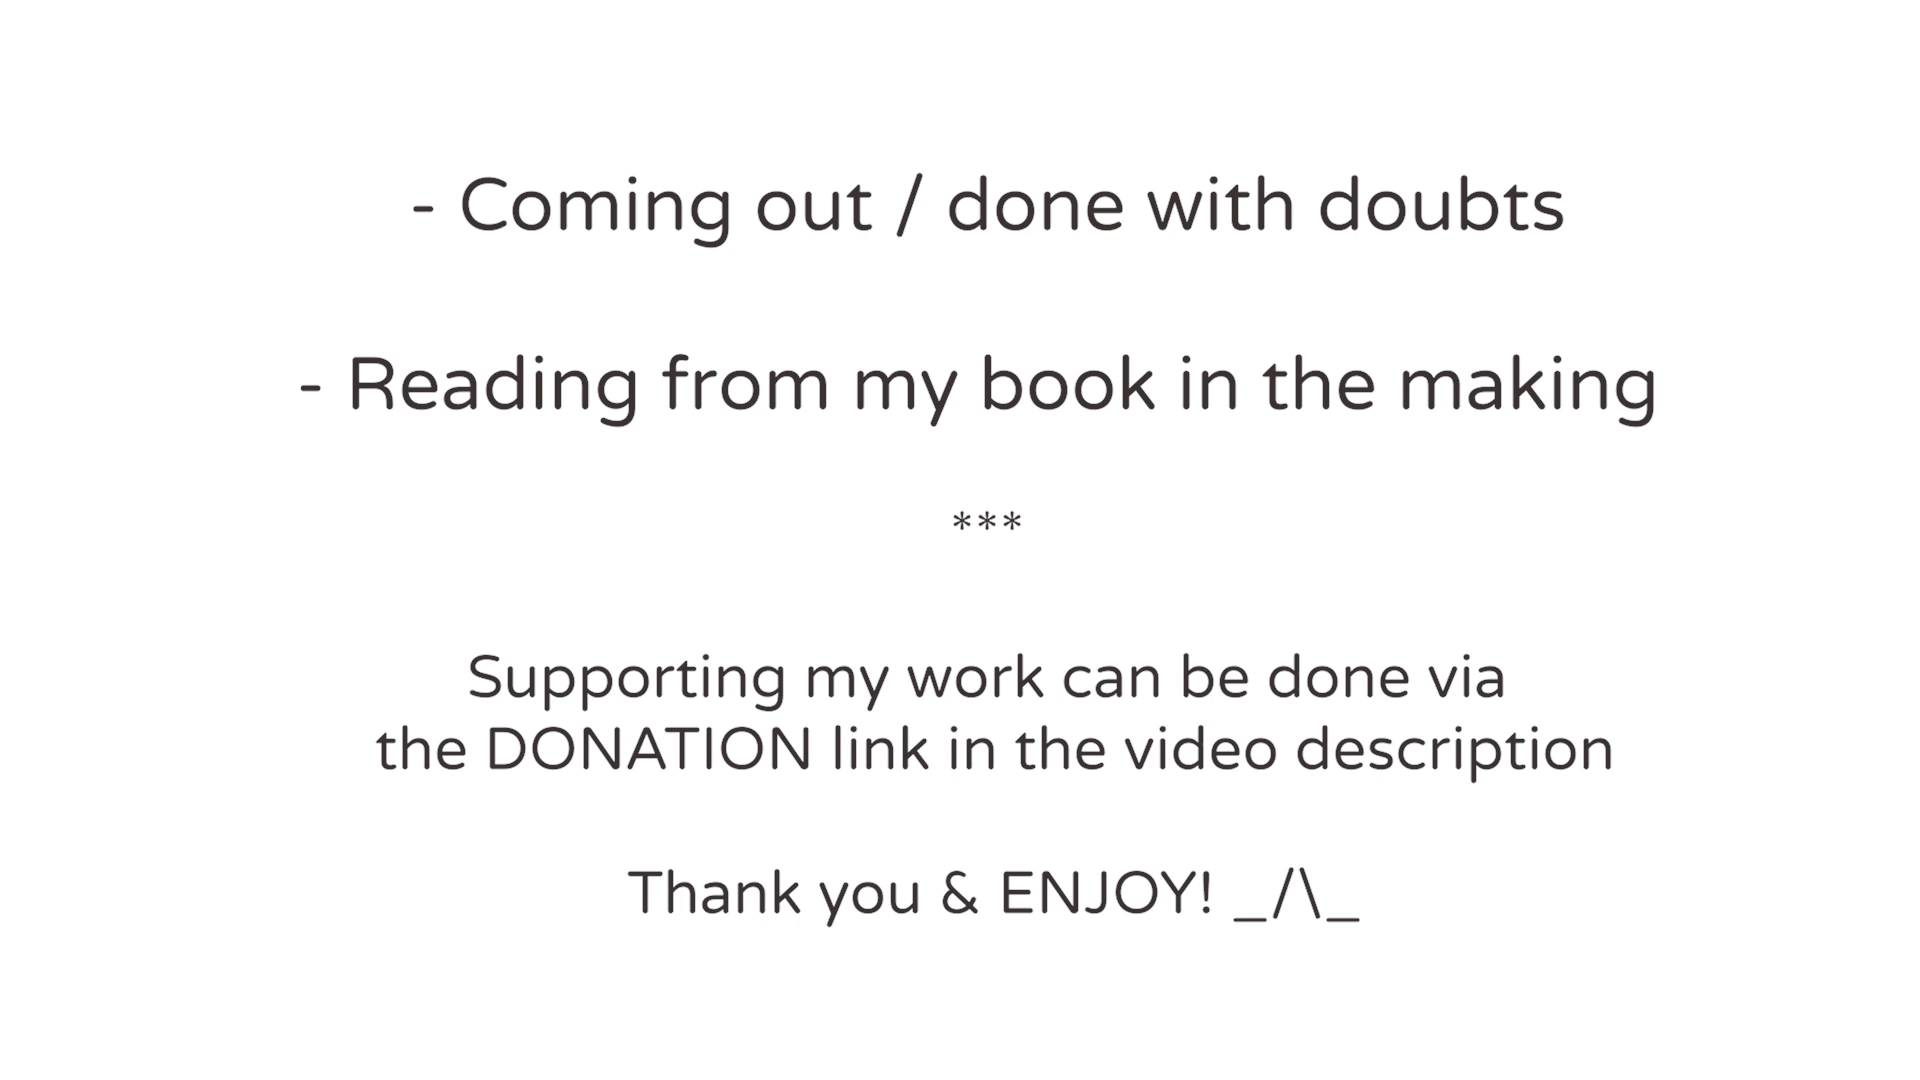 - Coming out / done with doubts
- Reading from my book in the making
***
Supporting my work can be done via
the DONATION link in the video description
Thank you & ENJOY! _/\_